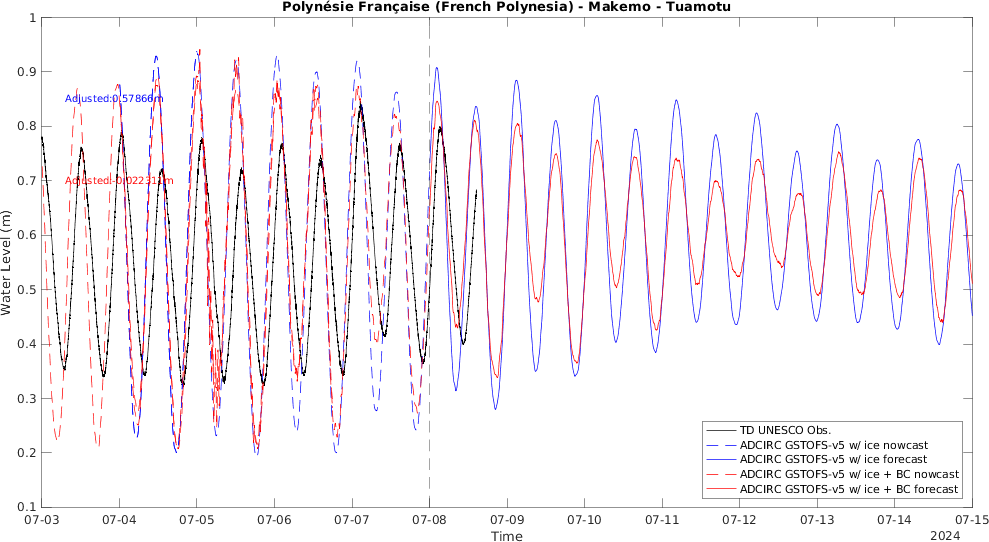 Polynésie Française (French Polynesia) - Makemo - Tuamotu
1
0.9
0.8
0.7
0.6
0.5
0.4
0.3
0.2
0.1
Water Level (m)
Adjusted:0.57866m
TD UNESCO Obs.
ADCIRC GSTOFS-v5 w/ ice nowcast
ADCIRC GSTOFS-v5 w/ ice forecast
ADCIRC GSTOFS-v5 w/ ice + BC nowcast
ADCIRC GSTOFS-v5 w/ ice + BC forecast
07-03 07-04 07-05 07-06 07-07 07-08 07-09 07-10 07-11 07-12 07-13 07-14 07-15
Time
2024